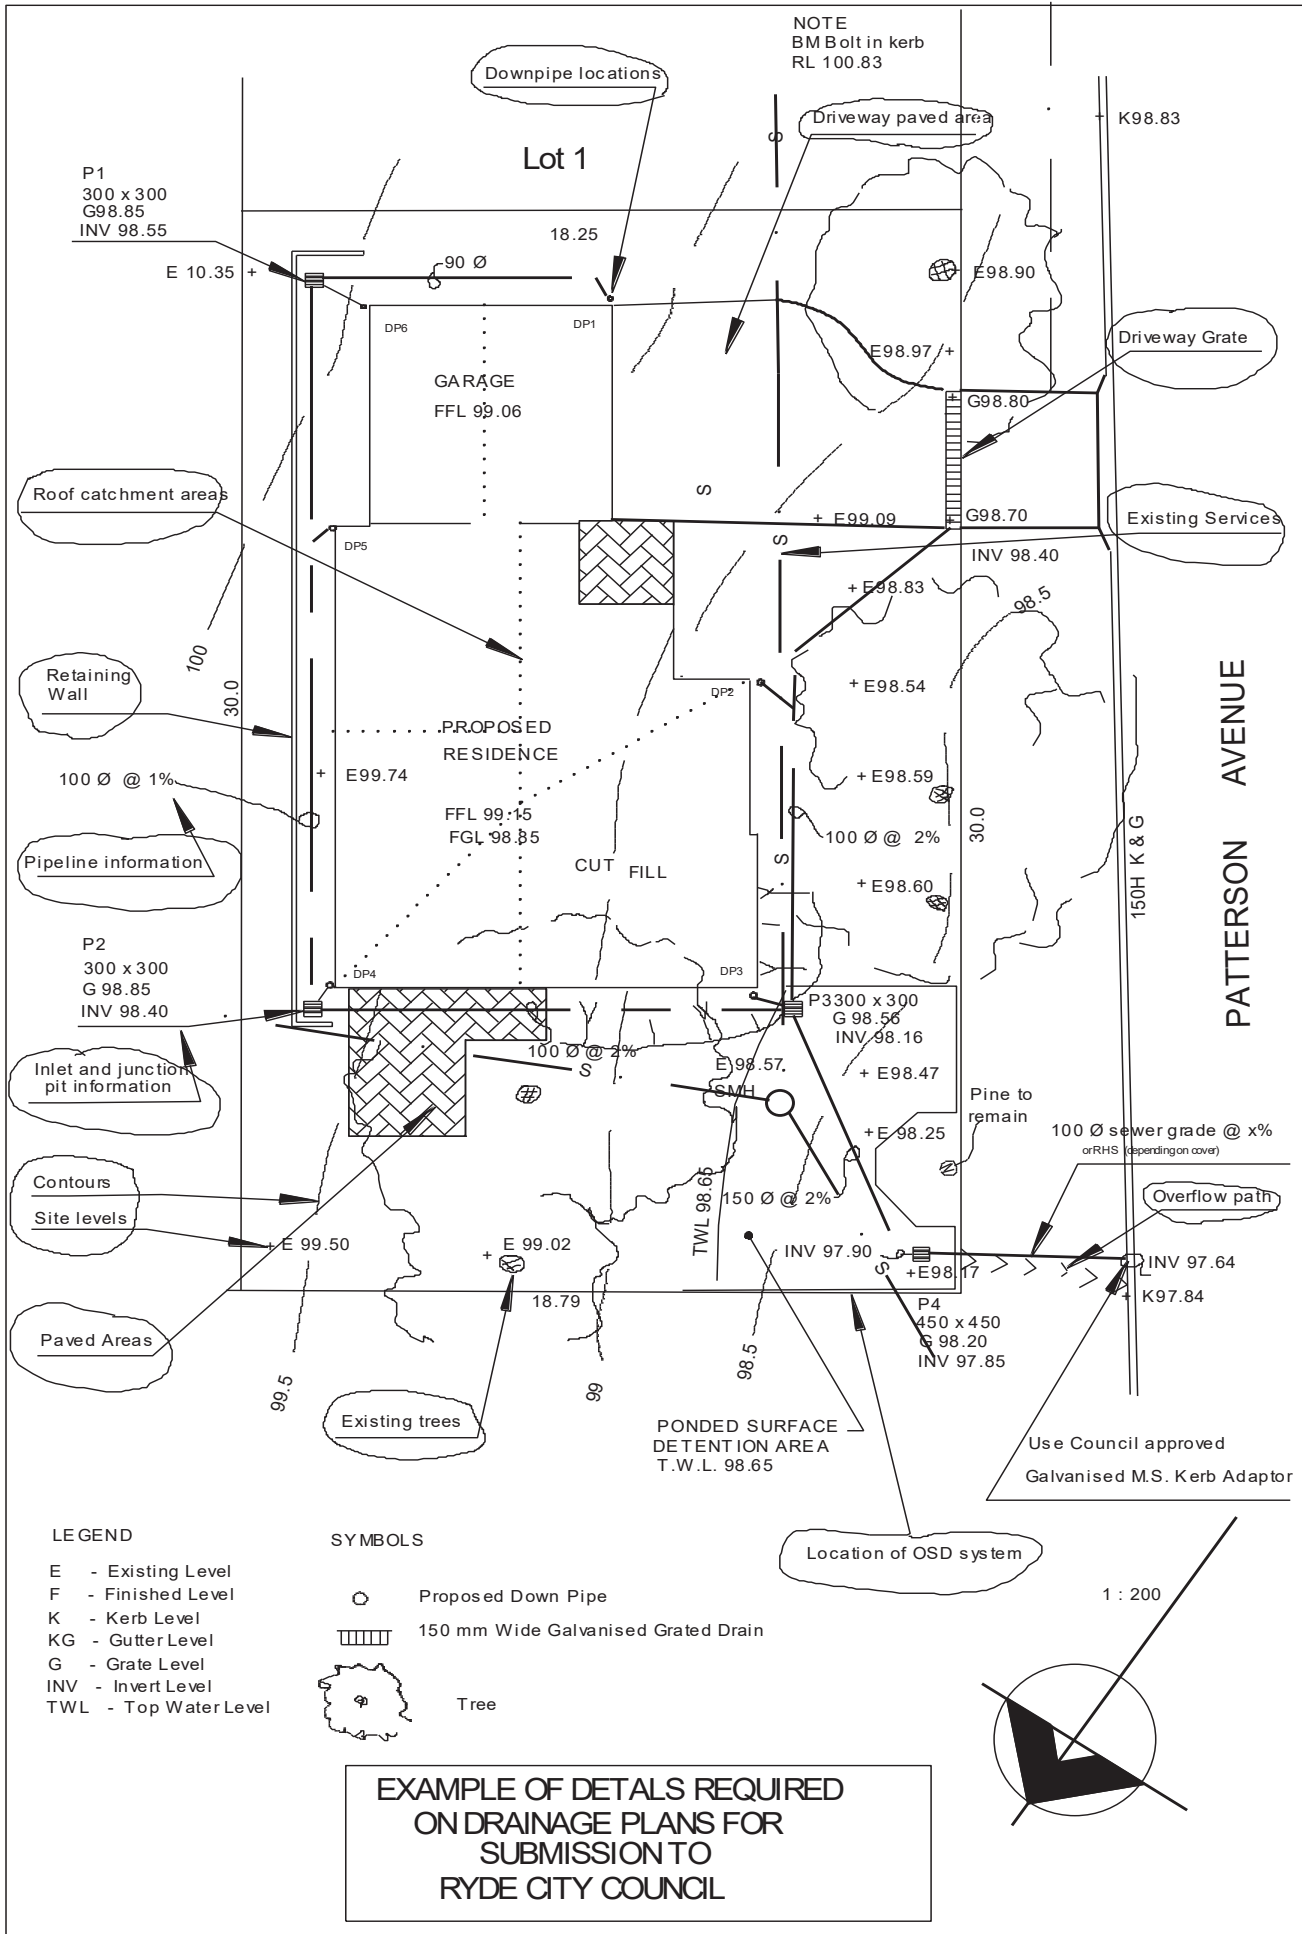 NOTE
BM Bolt in kerb
RL 100.83
Downpipe locations
Driveway paved area
K98.83
S
Lot 1
P1
300 x 300
G98.85
INV 98.55
18.25
E 10.35 +
90 Ø
+ E98.90
DP6
DP1
Driveway Grate
E98.97 +
GARAGE
FFL 99.06
G98.80
Roof catchment areas
S
+ E99.09
G98.70
Existing Services
S
DP5
INV 98.40
+ E98.83
98.5
100
Retaining
Wall
30.0
DP2
+ E98.54
PROPOSED
RESIDENCE
PATTERSON AVENUE
100 Ø @ 1%
+ E99.74
+ E98.59
FFL 99.15
FGL 98.85
100 Ø @ 2%
30.0
Pipeline information
CUT FILL
S
+ E98.60
150H K & G
P2
300 x 300
G 98.85
INV 98.40
DP4
DP3
P3300 x 300
G 98.56
INV 98.16
Inlet and junction
pit information
100 Ø @ 2%
S
E 98.57
SMH
+ E98.47
Pine to
remain
+E 98.25
100 Ø sewer grade @ x%
or RHS (depending on cover)
Contours
Site levels
TWL 98.65
150 Ø @ 2%
Overflow path
+ E 99.50
+ E 99.02
INV 97.90
S
+E98.17
INV 97.64
K97.84
18.79
P4
450 x 450
G 98.20
INV 97.85
Paved Areas
99.5
99
98.5
Existing trees
PONDED SURFACE
DETENTION AREA
T.W.L. 98.65
Use Council approved
Galvanised M.S. Kerb Adaptor
Location of OSD system
LEGEND
E - Existing Level
F - Finished Level
K - Kerb Level
KG - Gutter Level
G - Grate Level
INV - Invert Level
TWL - Top Water Level
SYMBOLS
Proposed Down Pipe
150 mm Wide Galvanised Grated Drain
Tree
1 : 200
EXAMPLE OF DETALS REQUIRED
ON DRAINAGE PLANS FOR
SUBMISSION TO
RYDE CITY COUNCIL